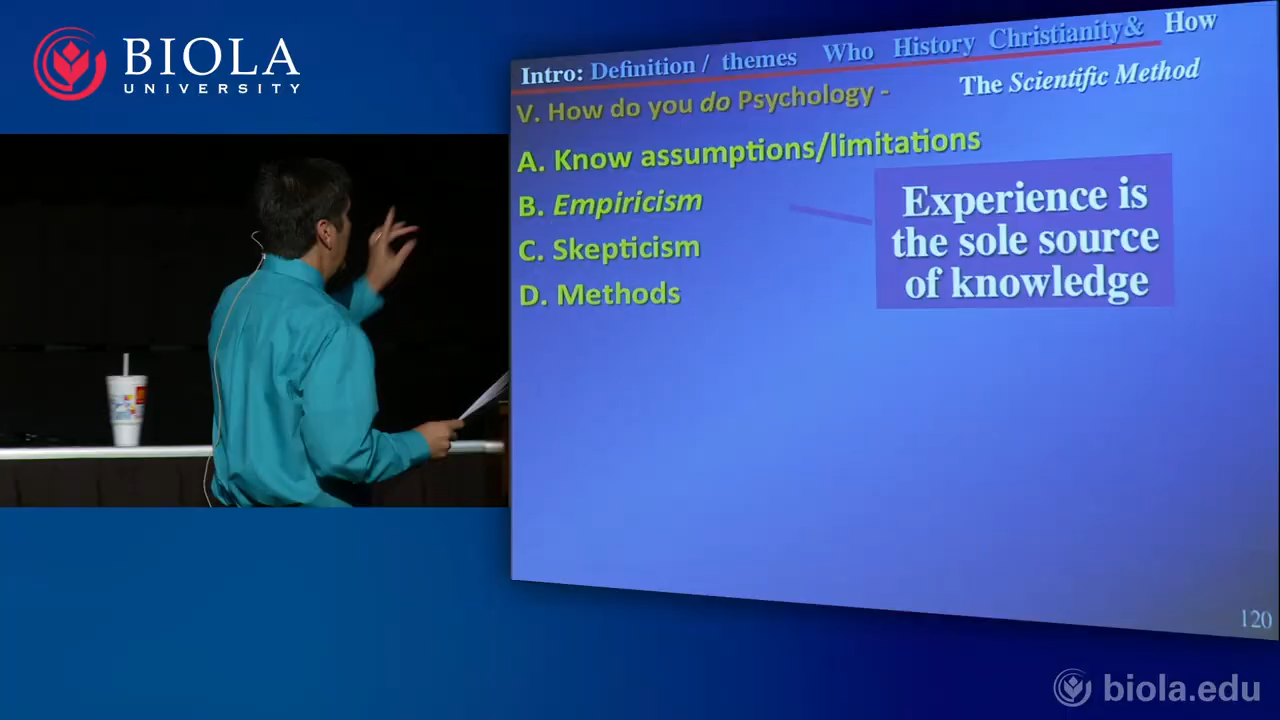 BIOLA
UNIVERSITY
Intro: Definition / themes Who History Christianity& How
V. How do you do Psychology -
The Scientific Method
A. Know assumptions/limitations
B. Empiricism
C. Skepticism
D. Methods
Experience is
the sole source
of knowledge
120
biola.edu